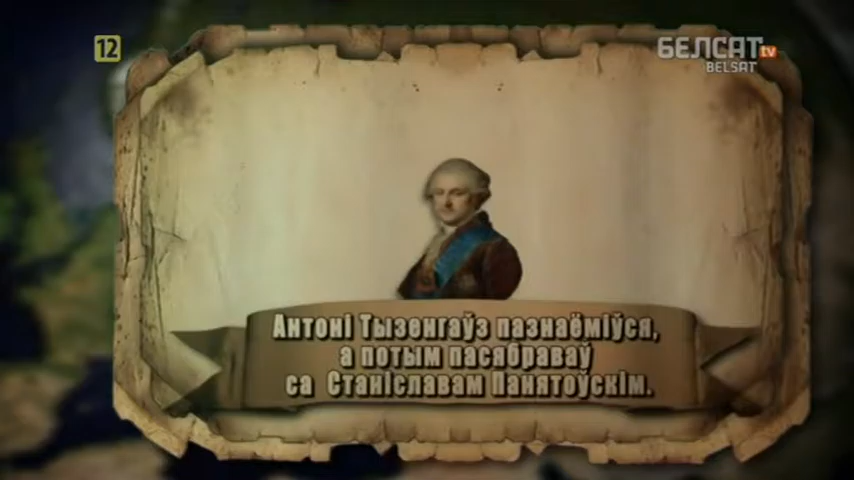 12
БЕЛСАТ tv
BELSAT
Антоні Тызенгаўз пазнаёміўся,
а потым пасябраваў
са Станіславам Панятоўскім.